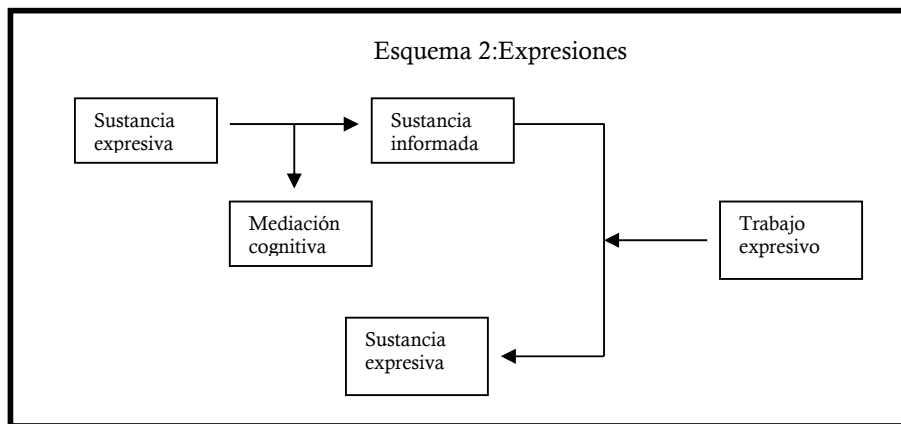 Esquema 2:Expresiones
Sustancia
expresiva
Sustancia
informada
Mediación
cognitiva
Trabajo
expresivo
Sustancia
expresiva